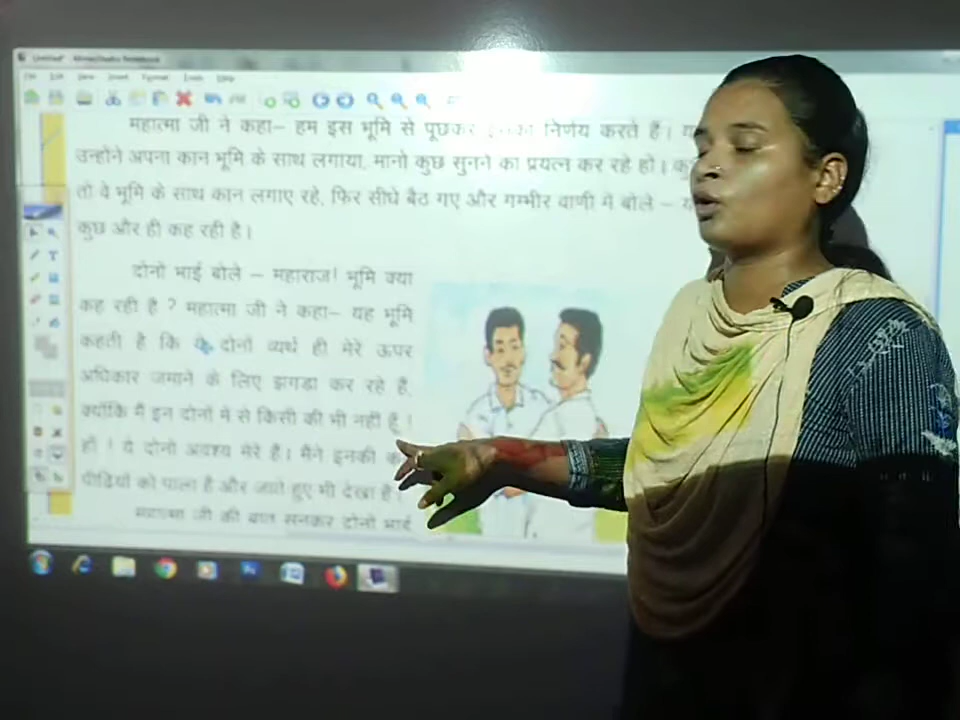 महात्मा जी ने कहा– हम इस भूमि से पूछकर इसका निर्णय करते हैं।
उन्होंने अपना कान भूमि के साथ लगाया, मानो कुछ सुनने का प्रयत्न कर रहे हों।
तो वे भूमि के साथ कान लगाए रहे, फिर सीधे बैठ गए और गम्भीर वाणी में बोले –
कुछ और ही कह रही है।
दोनों भाई बोले – महाराज! भूमि क्या
कह रही है ? महात्मा जी ने कहा– यह भूमि
कहती है कि ये दोनों व्यर्थ ही मेरे ऊपर
अधिकार जमाने के लिए झगड़ा कर रहे हैं,
क्योंकि मैं इन दोनों में से किसी की भी नहीं हूँ !
हाँ ! ये दोनों अवश्य मेरे हैं। मैंने इनकी
पीढ़ियों को पाला है और जाते हुए भी देखा है
महात्मा जी की बात सुनकर दोनों भाई